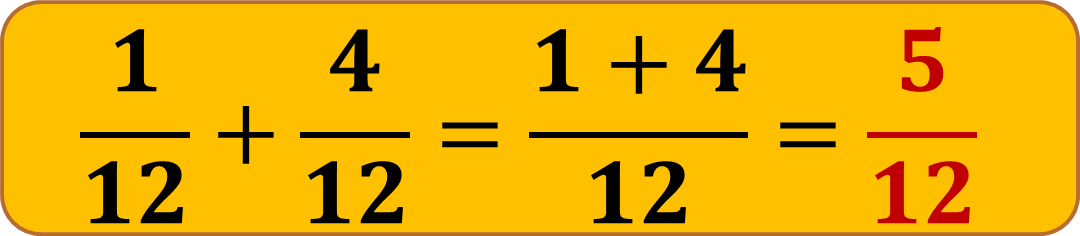 1/12 + 4/12 = (1 + 4)/12 = 5/12